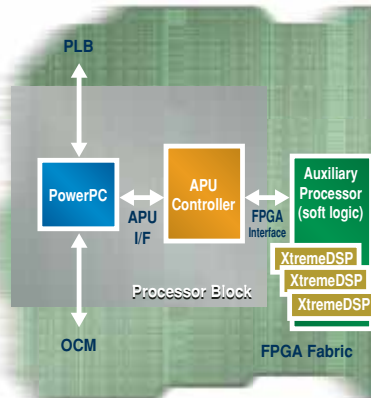 PLB
PowerPC
APU
I/F
APU
Controller
FPGA
Interface
Auxiliary
Processor
(soft logic)
XtremeDSP
XtremeDSP
XtremeDSP
Processor Block
OCM
FPGA Fabric